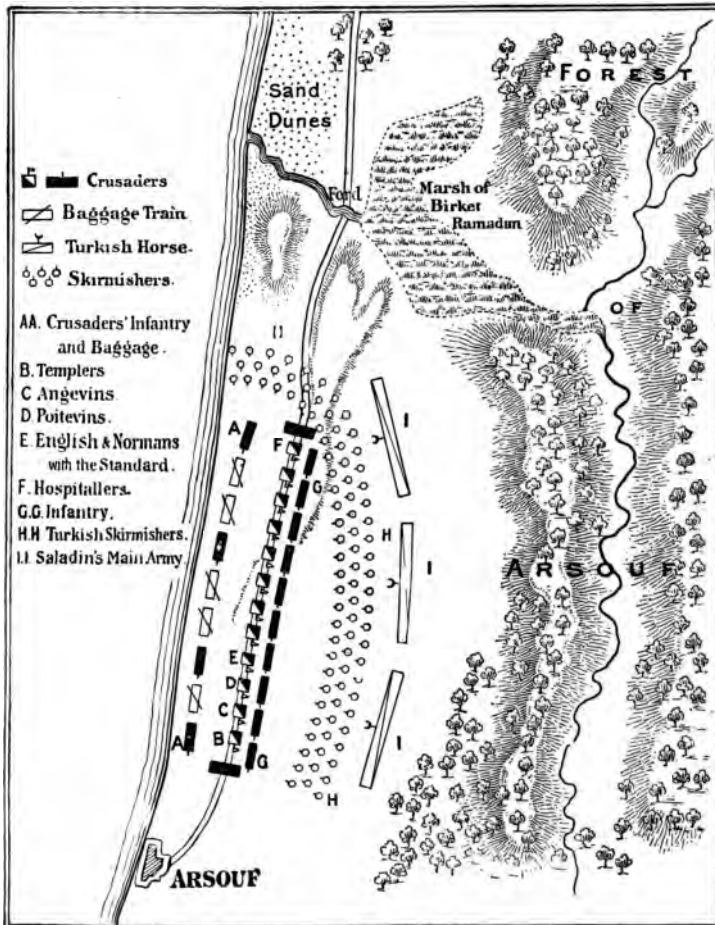 Sand
Dunes
FOREST
Ford
Marsh of
Birket
Ramadan
Crusaders
Baggage Train
Turkish Horse.
Skirmishers.
AA. Crusaders' Infantry
and Baggage.
B. Templers
C Angevins
D. Poitevins
E. English & Normans
with the Standard.
F. Hospitallers.
G.G. Infantry.
H.H Turkish Skirmishers.
I.I Saladin's Main Army.
OF
ARSOUF
A
F
G
I
H
I
E
D
C
B
A
G
I
H
ARSOUF